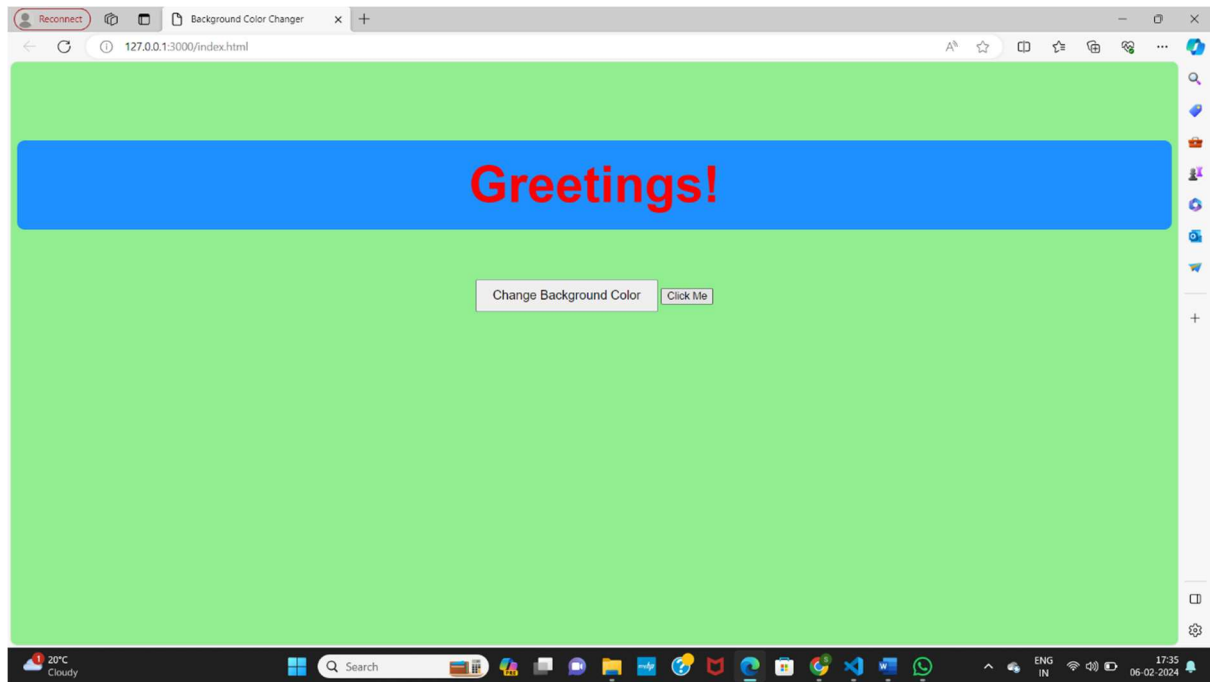 Reconnect
Background Color Changer
127.0.0.1:3000/index.html
Greetings!
Change Background Color
Click Me
1
20°C
Cloudy
Search
ENG
IN
17:35
06-02-2024